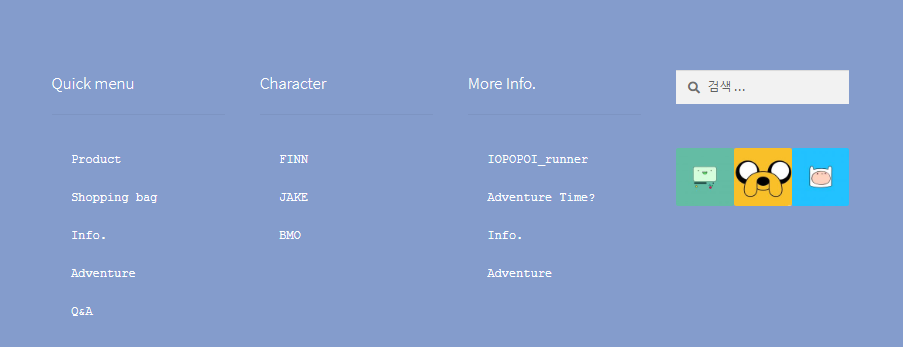 Quick menu
Product
Shopping bag
Info.
Adventure
Q&A
Character
FINN
JAKE
BMO
More Info.
IOPOPOI_runner
Adventure Time?
Info.
Adventure
검색 ...